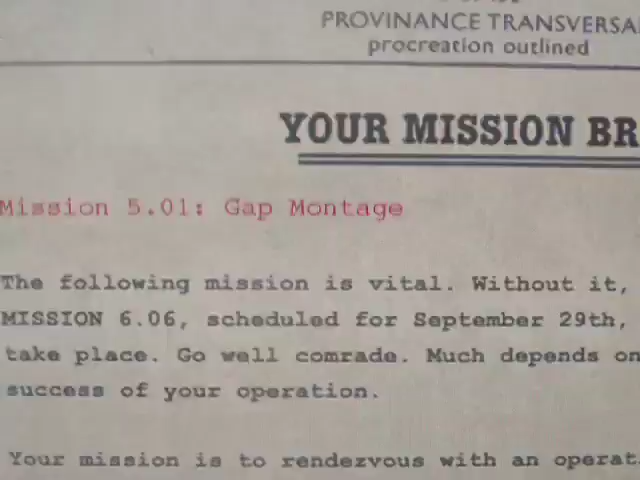 PROVINANCE TRANSVERSA
procreation outlined
YOUR MISSION BR
Mission 5.01: Gap Montage
The following mission is vital. Without it,
MISSION 6.06, scheduled for September 29th,
take place. Go well comrade. Much depends on
success of your operation.
Your mission is to rendezvous with an operat